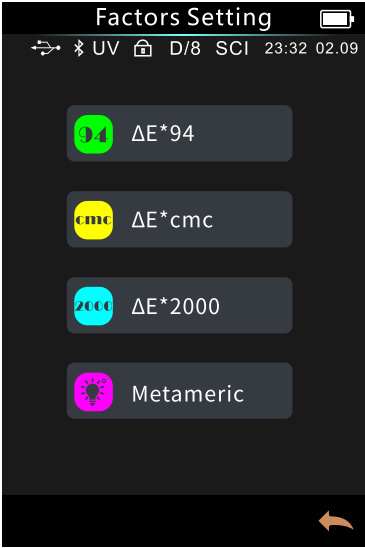 Factors Setting
UV D/8 SCI 23:32 02.09
94 ΔE*94
cmc ΔE*cmc
2000 ΔE*2000
Metameric